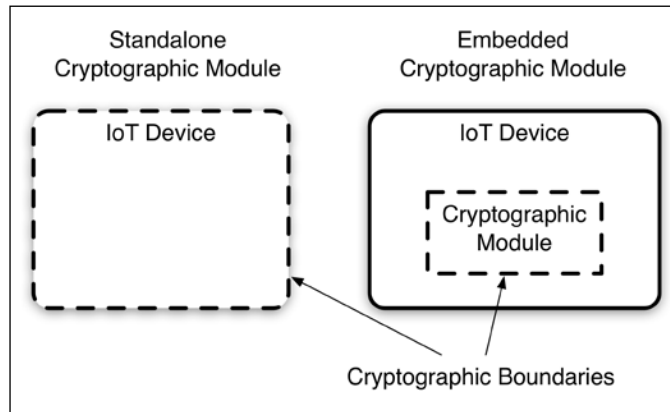 Standalone
Cryptographic Module
Embedded
Cryptographic Module
IoT Device
IoT Device
Cryptographic
Module
Cryptographic Boundaries